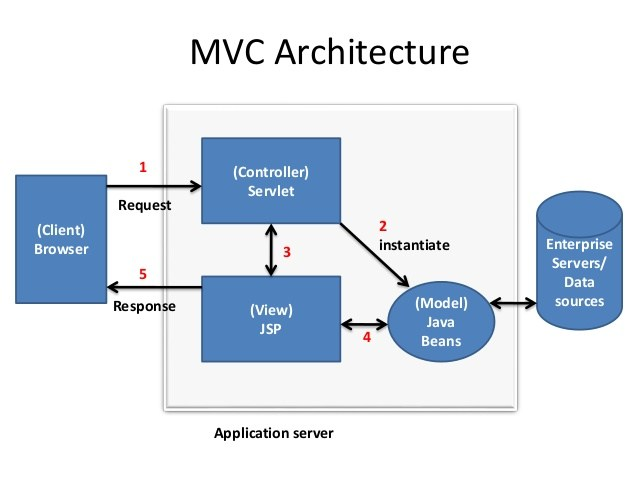 MVC Architecture
1
Request
(Client)
Browser
5
Response
(Controller)
Servlet
2
instantiate
3
(View)
JSP
4
(Model)
Java
Beans
Enterprise
Servers/
Data
sources
Application server